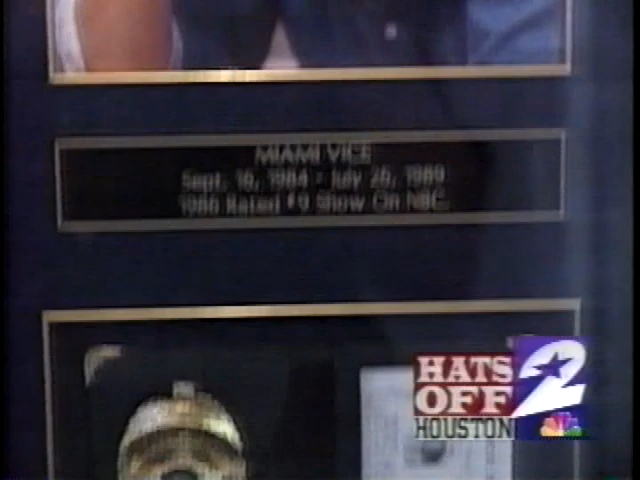 MIAMI VICE
Sept. 16, 1984 - July 26, 1989
1986 Rated #9 Show On NBC
HATS
OFF
HOUSTON
2